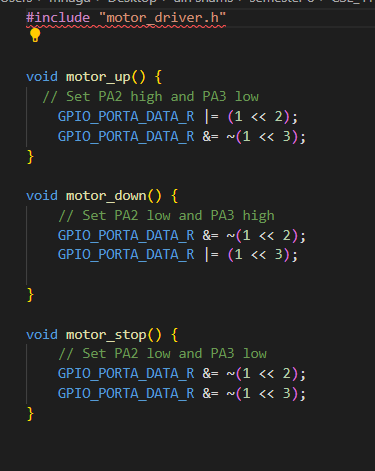 #include "motor_driver.h"
void motor_up() {
// Set PA2 high and PA3 low
GPIO_PORTA_DATA_R |= (1 << 2);
GPIO_PORTA_DATA_R &= ~(1 << 3);
}
void motor_down() {
// Set PA2 low and PA3 high
GPIO_PORTA_DATA_R &= ~(1 << 2);
GPIO_PORTA_DATA_R |= (1 << 3);
}
void motor_stop() {
// Set PA2 low and PA3 low
GPIO_PORTA_DATA_R &= ~(1 << 2);
GPIO_PORTA_DATA_R &= ~(1 << 3);
}